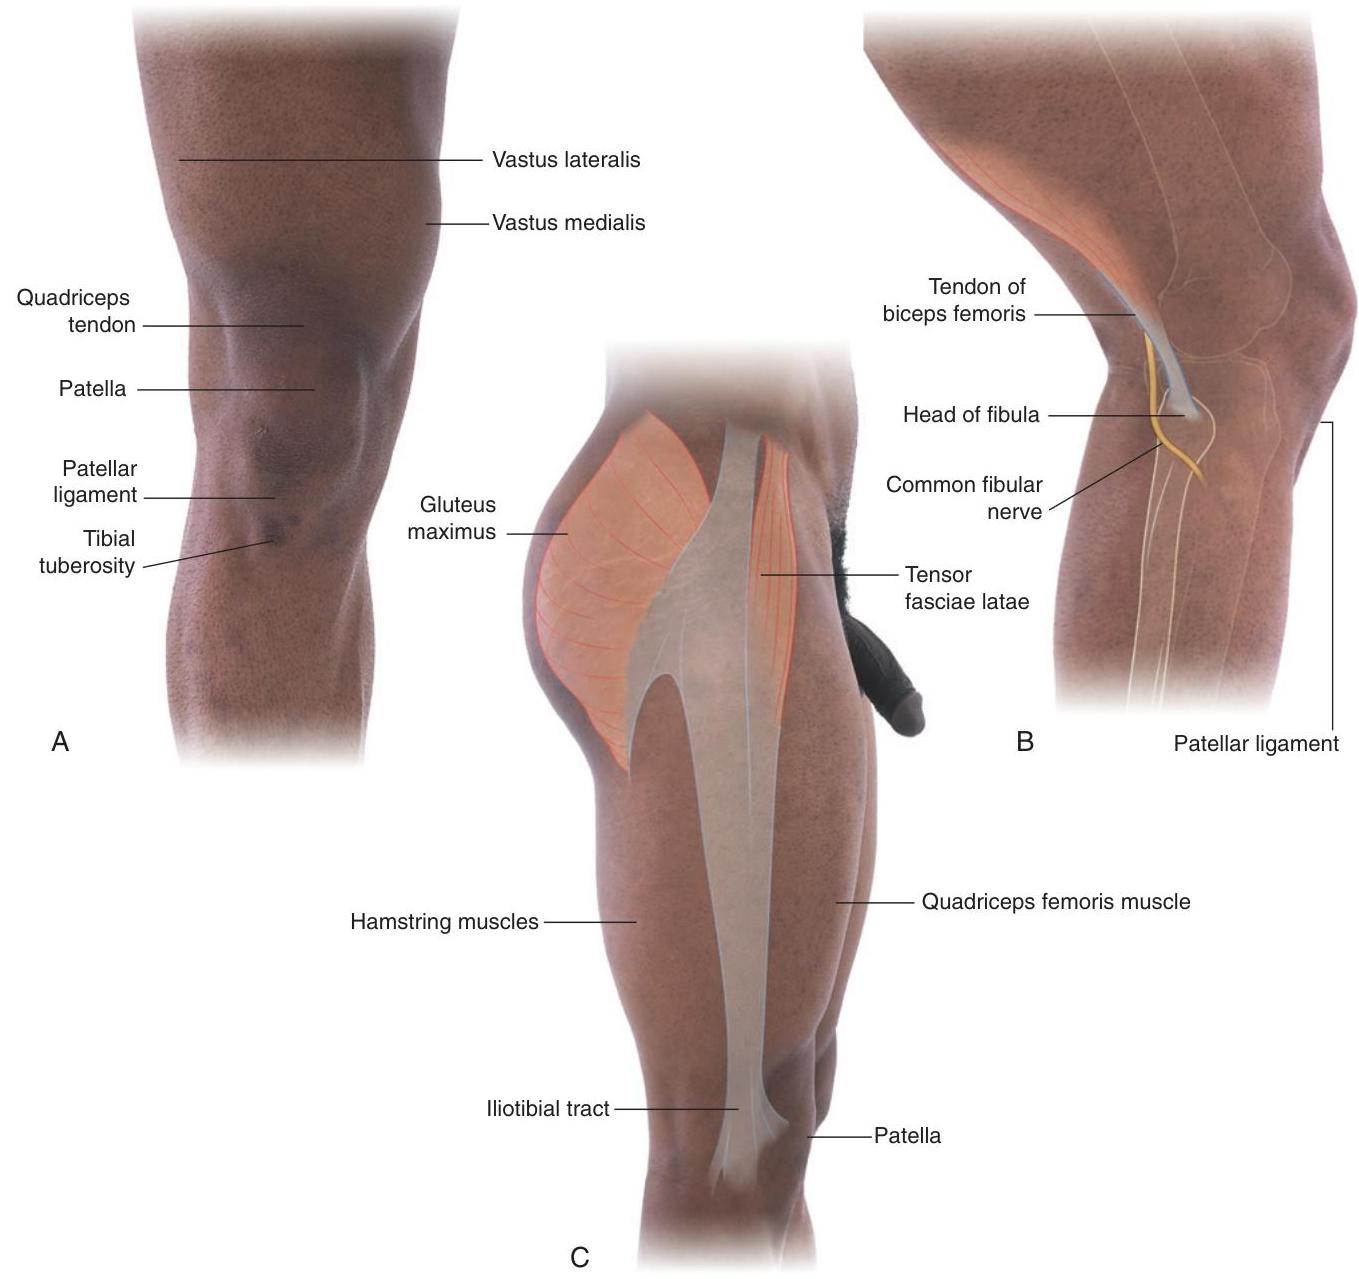 Vastus lateralis
Vastus medialis
Quadriceps
tendon
Patella
Patellar
ligament
Tibial
tuberosity
A
Tendon of
biceps femoris
Head of fibula
Common fibular
nerve
B
Patellar ligament
Gluteus
maximus
Tensor
fasciae latae
Hamstring muscles
Quadriceps femoris muscle
Iliotibial tract
Patella
C